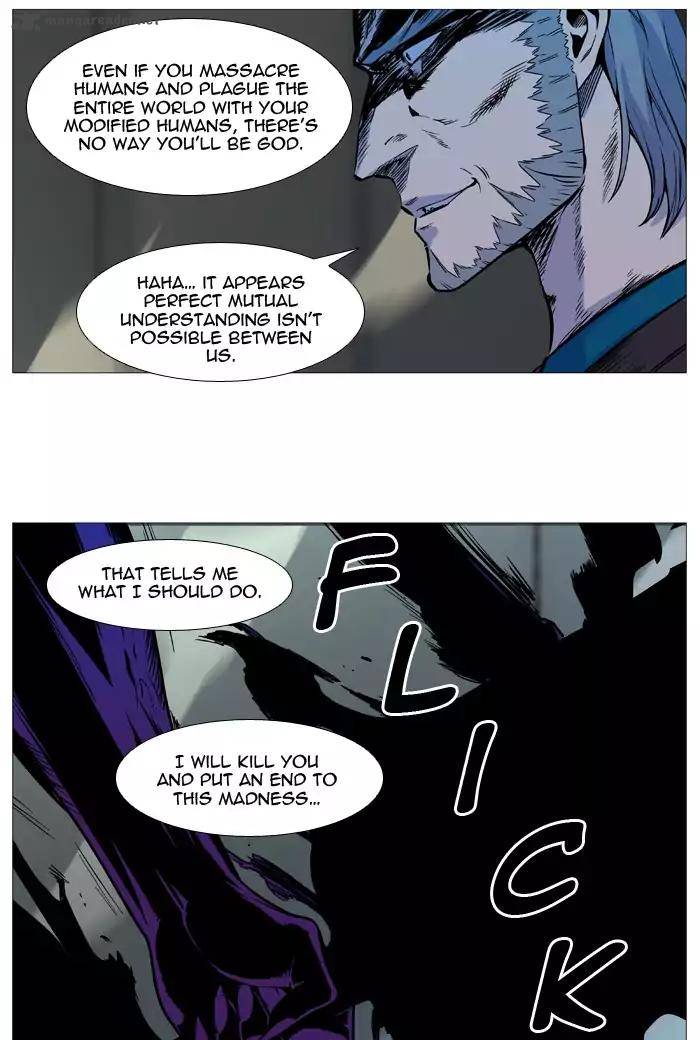 mangareader.net
EVEN IF YOU MASSACRE
HUMANS AND PLAGUE THE
ENTIRE WORLD WITH YOUR
MODIFIED HUMANS, THERE'S
NO WAY YOU'LL BE GOD.
HAHA... IT APPEARS
PERFECT MUTUAL
UNDERSTANDING ISN'T
POSSIBLE BETWEEN
US.
THAT TELLS ME
WHAT I SHOULD DO.
FLICK
I WILL KILL YOU
AND PUT AN END TO
THIS MADNESS...